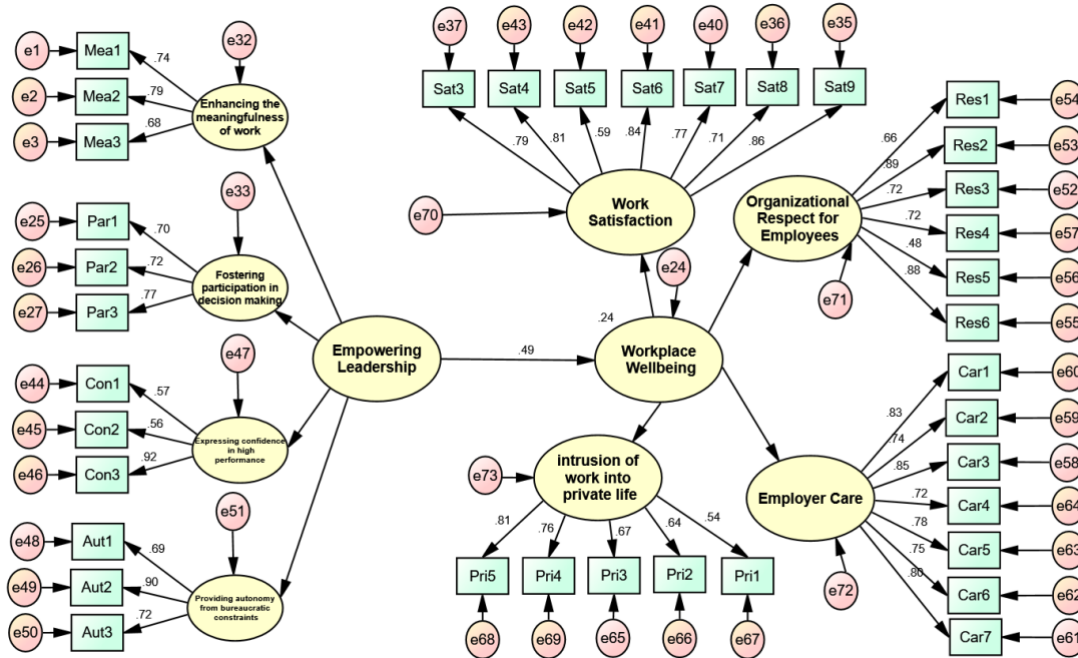 e1
Mea1
.74
e2
Mea2
.79
e3
Mea3
.68
e32
Enhancing the
meaningfulness
of work
e25
Par1
.70
e26
Par2
.72
e27
Par3
.77
e33
Fostering
participation in
decision making
e44
Con1
.57
e45
Con2
.56
e46
Con3
.92
e47
Expressing confidence
in high
performance
e48
Aut1
.69
e49
Aut2
.90
e50
Aut3
.72
e51
Providing autonomy
from bureaucratic
constraints
Empowering
Leadership
.49
e37
e43
e42
e41
e40
e36
e35
Sat3
Sat4
Sat5
Sat6
Sat7
Sat8
Sat9
.79
.81
.59
.84
.77
.71
.86
e70
Work
Satisfaction
e24
.24
Workplace
Wellbeing
Organizational
Respect for
Employees
e71
.66
Res1
e54
.89
Res2
e53
.72
Res3
e52
.72
Res4
e57
.48
Res5
e56
.88
Res6
e55
e73
intrusion of
work into
private life
.81
.76
.67
.64
.54
Pri5
Pri4
Pri3
Pri2
Pri1
e68
e69
e65
e66
e67
Employer Care
e72
.83
Car1
e60
.74
Car2
e59
.85
Car3
e58
.72
Car4
e64
.78
Car5
e63
.75
Car6
e62
.80
Car7
e61